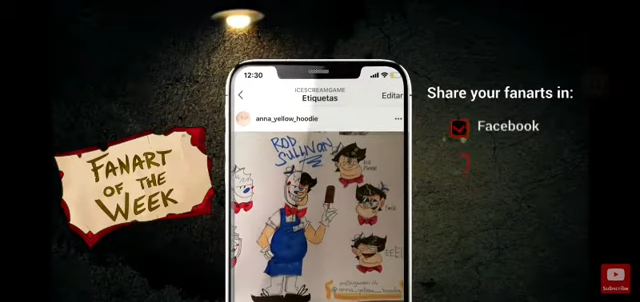 FANART
OF THE
WEEK
12:30
ICESCREAMGAME
Etiquetas
Editar
anna_yellow_hoodie
ROD
SULLIVAN
Share your fanarts in:
Facebook
Subscribe